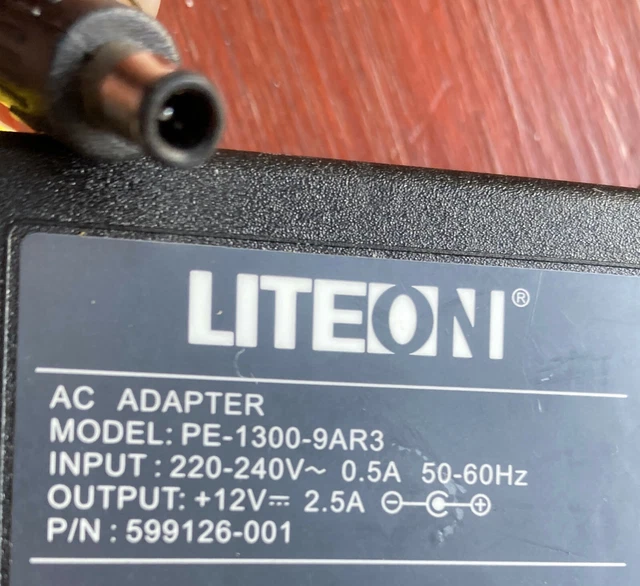 LITEON®
AC ADAPTER
MODEL: PE-1300-9AR3
INPUT : 220-240V~ 0.5A 50-60Hz
OUTPUT: +12V⎓ 2.5A
P/N : 599126-001